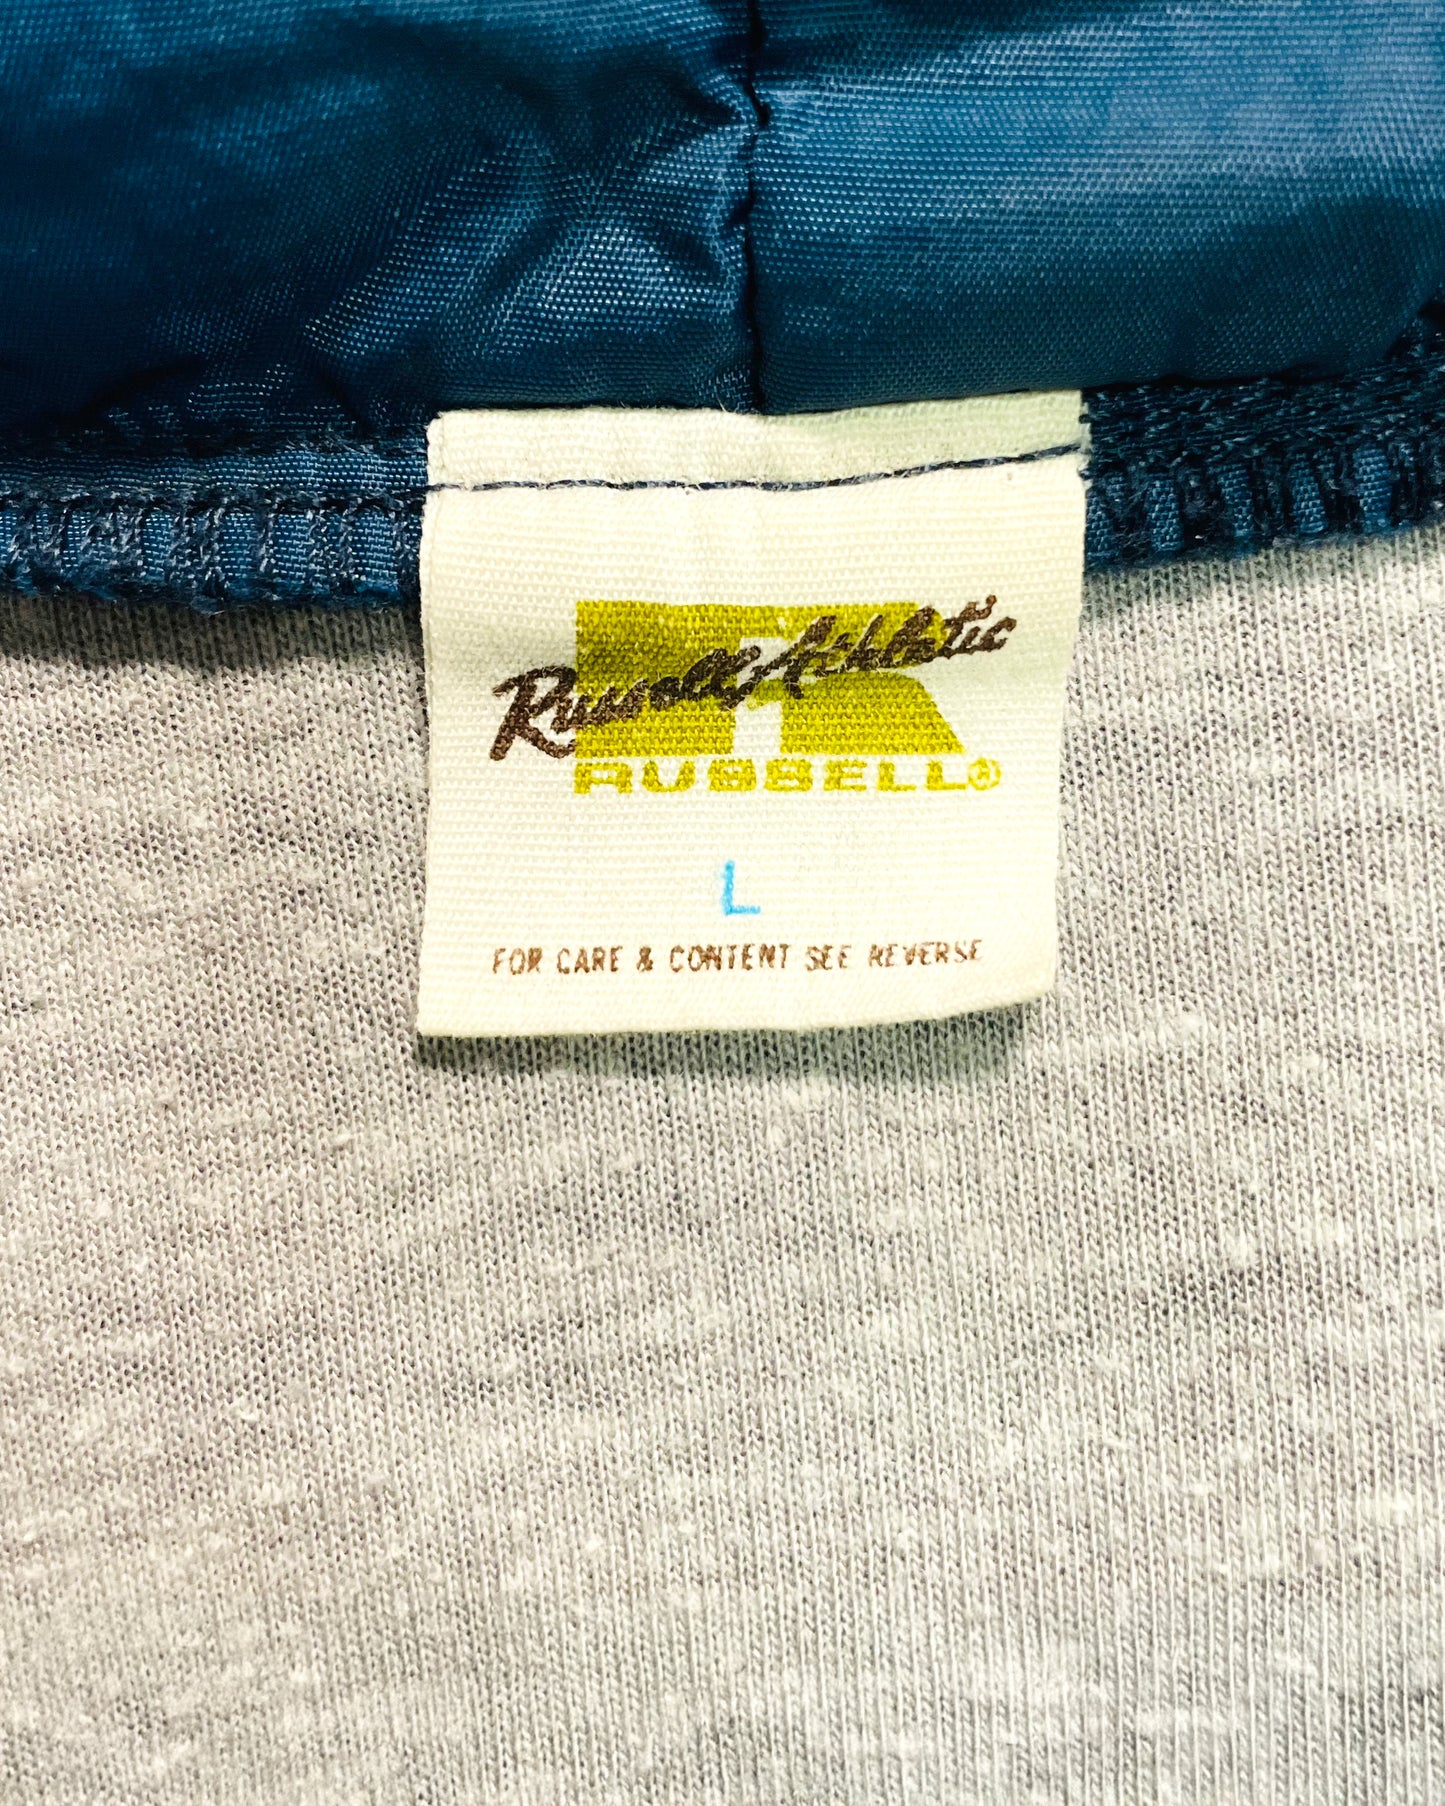 Russell Athletic
RUSSELL®
L
FOR CARE & CONTENT SEE REVERSE